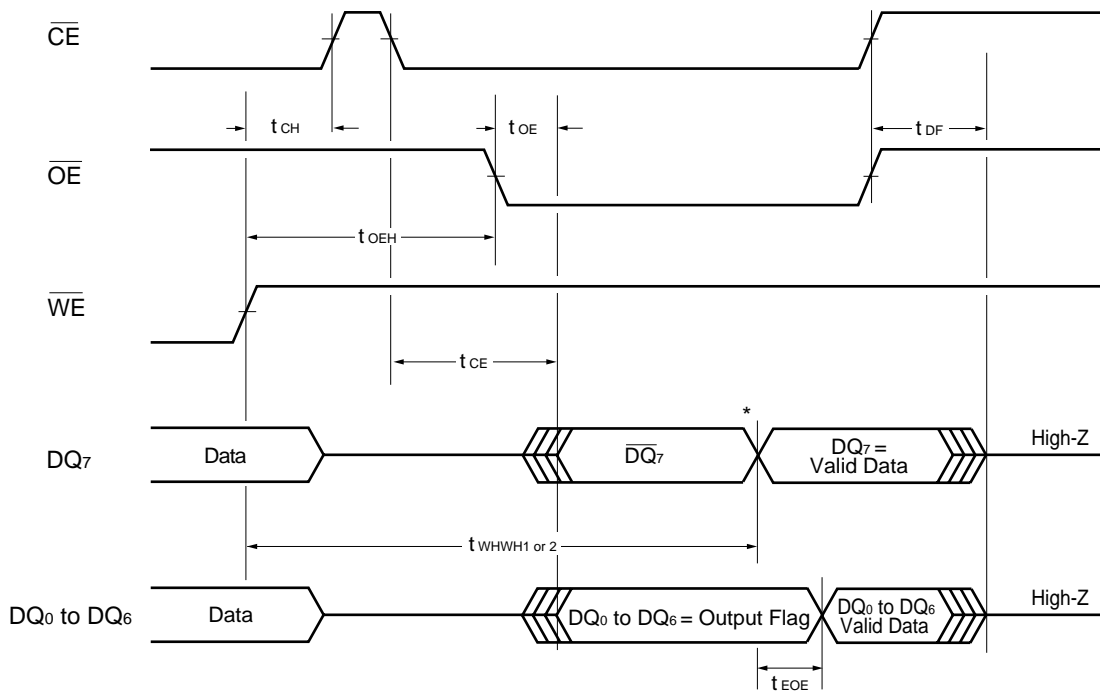 CE
t CH
t OE
t DF
OE
t OEH
WE
t CE
*
DQ7
Data
DQ7
DQ7 =
Valid Data
High-Z
t WHWH1 or 2
DQ0 to DQ6
Data
DQ0 to DQ6 = Output Flag
DQ0 to DQ6
Valid Data
High-Z
t EOE